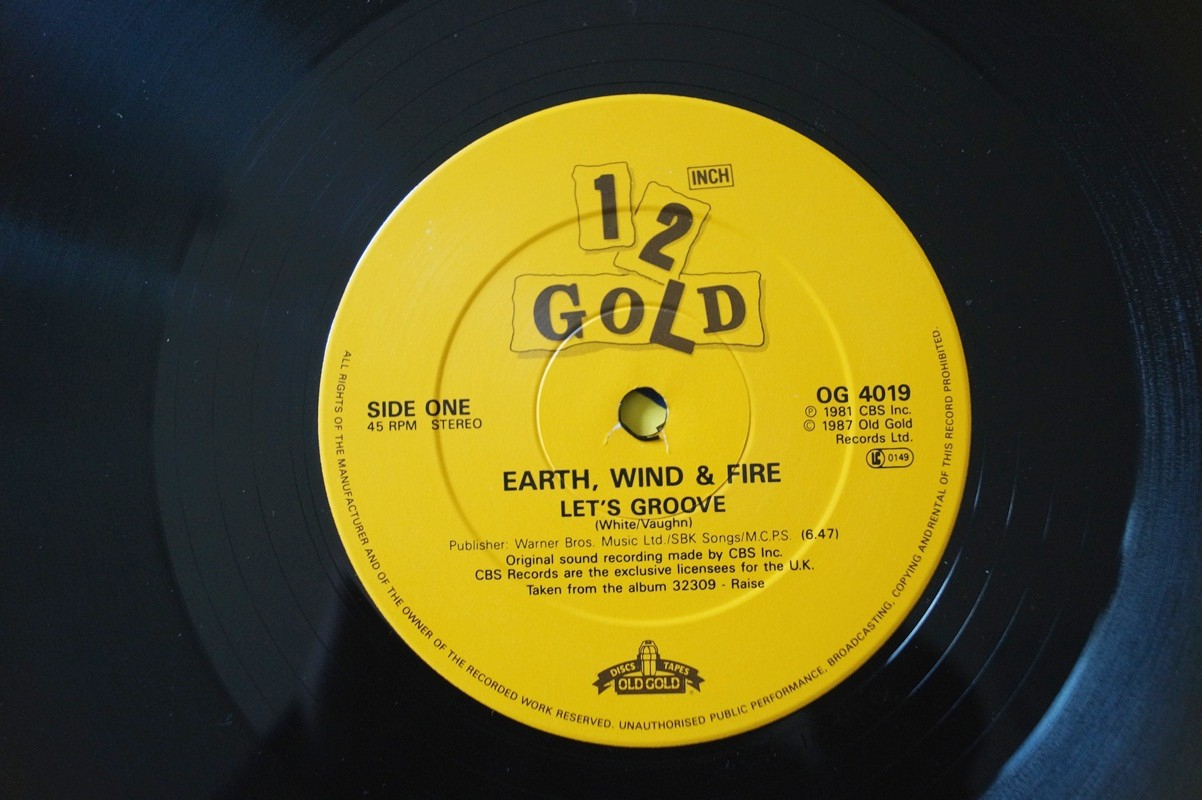 12 INCH
GOLD
SIDE ONE
45 RPM STEREO
OG 4019
Ⓟ 1981 CBS Inc.
© 1987 Old Gold
Records Ltd.
LC 0149
EARTH, WIND & FIRE
LET'S GROOVE
(White/Vaughn)
Publisher: Warner Bros. Music Ltd./SBK Songs/M.C.P.S. (6.47)
Original sound recording made by CBS Inc.
CBS Records are the exclusive licensees for the U.K.
Taken from the album 32309 - Raise
DISCS TAPES
OLD GOLD
ALL RIGHTS OF THE MANUFACTURER AND OF THE OWNER OF THE RECORDED WORK RESERVED. UNAUTHORISED PUBLIC PERFORMANCE, BROADCASTING, COPYING AND RENTAL OF THIS RECORD PROHIBITED.